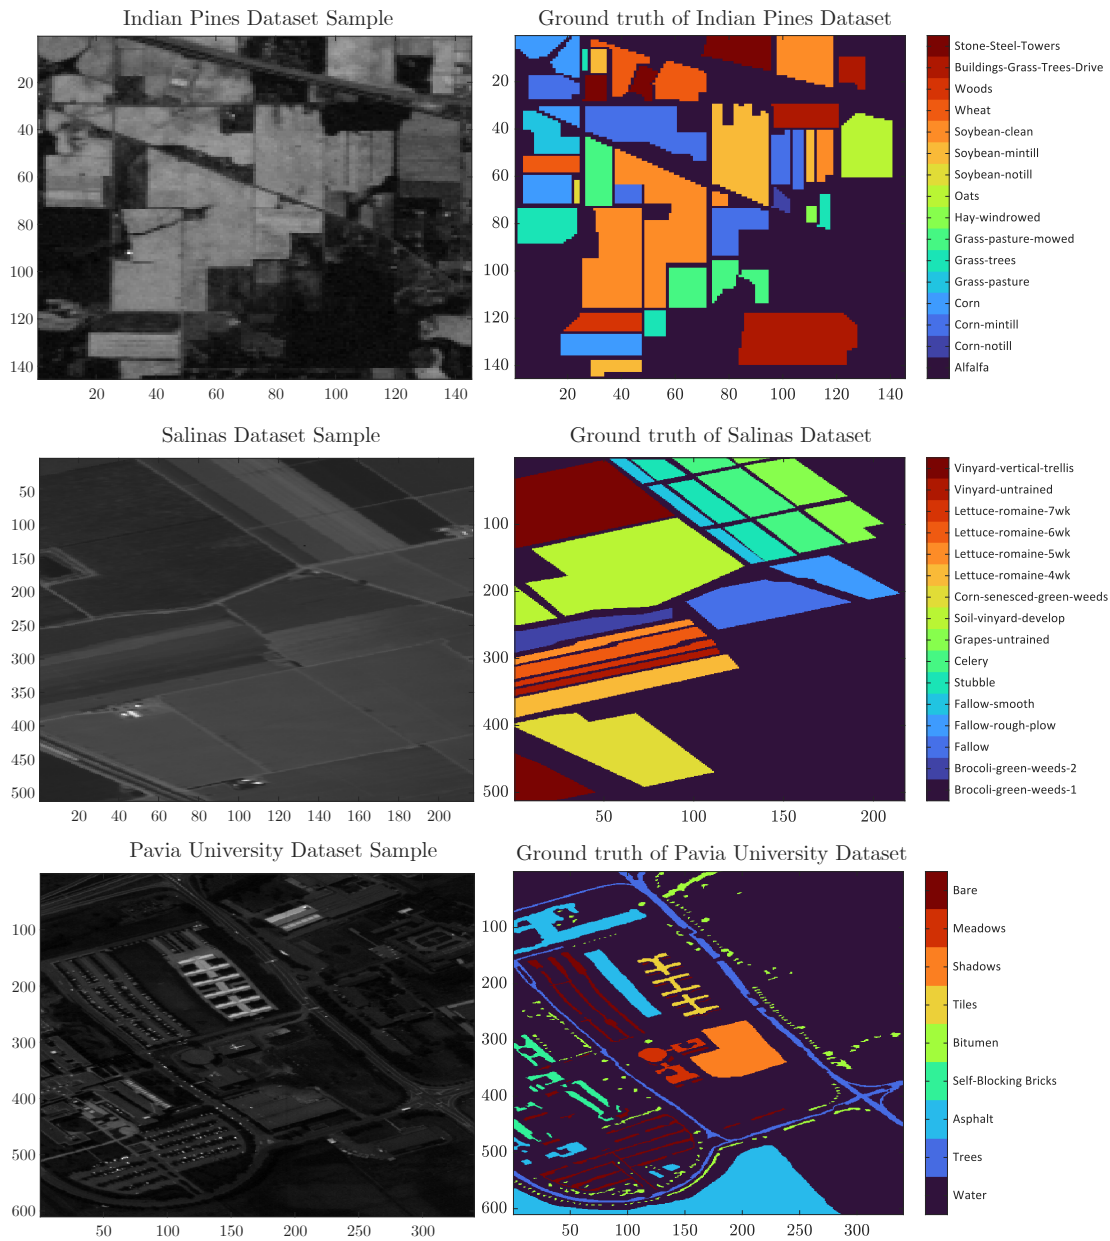 Indian Pines Dataset Sample
Ground truth of Indian Pines Dataset
20
40
60
80
100
120
140
20 40 60 80 100 120 140
20
40
60
80
100
120
140
20 40 60 80 100 120 140
Stone-Steel-Towers
Buildings-Grass-Trees-Drive
Woods
Wheat
Soybean-clean
Soybean-mintill
Soybean-notill
Oats
Hay-windrowed
Grass-pasture-mowed
Grass-trees
Grass-pasture
Corn
Corn-mintill
Corn-notill
Alfalfa
Salinas Dataset Sample
Ground truth of Salinas Dataset
50
100
150
200
250
300
350
400
450
500
20 40 60 80 100 120 140 160 180 200
100
200
300
400
500
50 100 150 200
Vinyard-vertical-trellis
Vinyard-untrained
Lettuce-romaine-7wk
Lettuce-romaine-6wk
Lettuce-romaine-5wk
Lettuce-romaine-4wk
Corn-senesced-green-weeds
Soil-vinyard-develop
Grapes-untrained
Celery
Stubble
Fallow-smooth
Fallow-rough-plow
Fallow
Brocoli-green-weeds-2
Brocoli-green-weeds-1
Pavia University Dataset Sample
Ground truth of Pavia University Dataset
100
200
300
400
500
600
50 100 150 200 250 300
100
200
300
400
500
600
50 100 150 200 250 300
Bare
Meadows
Shadows
Tiles
Bitumen
Self-Blocking Bricks
Asphalt
Trees
Water